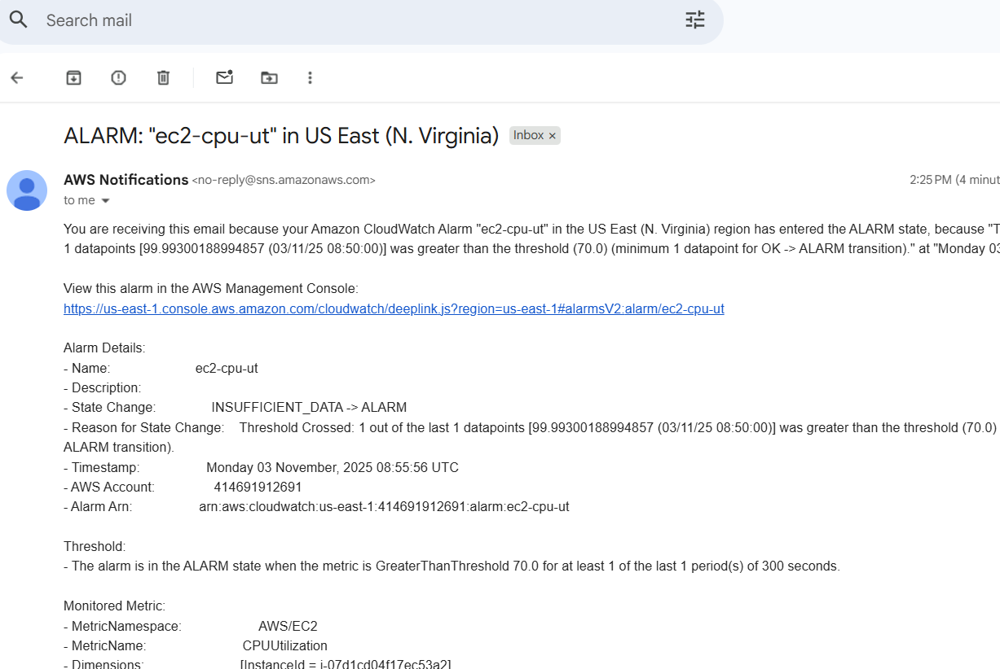 Search mail
ALARM: "ec2-cpu-ut" in US East (N. Virginia) Inbox ×
AWS Notifications <no-reply@sns.amazonaws.com> 2:25 PM (4 minut
to me
You are receiving this email because your Amazon CloudWatch Alarm "ec2-cpu-ut" in the US East (N. Virginia) region has entered the ALARM state, because "T
1 datapoints [99.99300188994857 (03/11/25 08:50:00)] was greater than the threshold (70.0) (minimum 1 datapoint for OK -> ALARM transition)." at "Monday 03
View this alarm in the AWS Management Console:
https://us-east-1.console.aws.amazon.com/cloudwatch/deeplink.js?region=us-east-1#alarmsV2:alarm/ec2-cpu-ut
Alarm Details:
- Name: ec2-cpu-ut
- Description:
- State Change: INSUFFICIENT_DATA -> ALARM
- Reason for State Change: Threshold Crossed: 1 out of the last 1 datapoints [99.99300188994857 (03/11/25 08:50:00)] was greater than the threshold (70.0)
ALARM transition).
- Timestamp: Monday 03 November, 2025 08:55:56 UTC
- AWS Account: 414691912691
- Alarm Arn: arn:aws:cloudwatch:us-east-1:414691912691:alarm:ec2-cpu-ut
Threshold:
- The alarm is in the ALARM state when the metric is GreaterThanThreshold 70.0 for at least 1 of the last 1 period(s) of 300 seconds.
Monitored Metric:
- MetricNamespace: AWS/EC2
- MetricName: CPUUtilization
- Dimensions: [InstanceId = i-07d1cd04f17ec53a2]